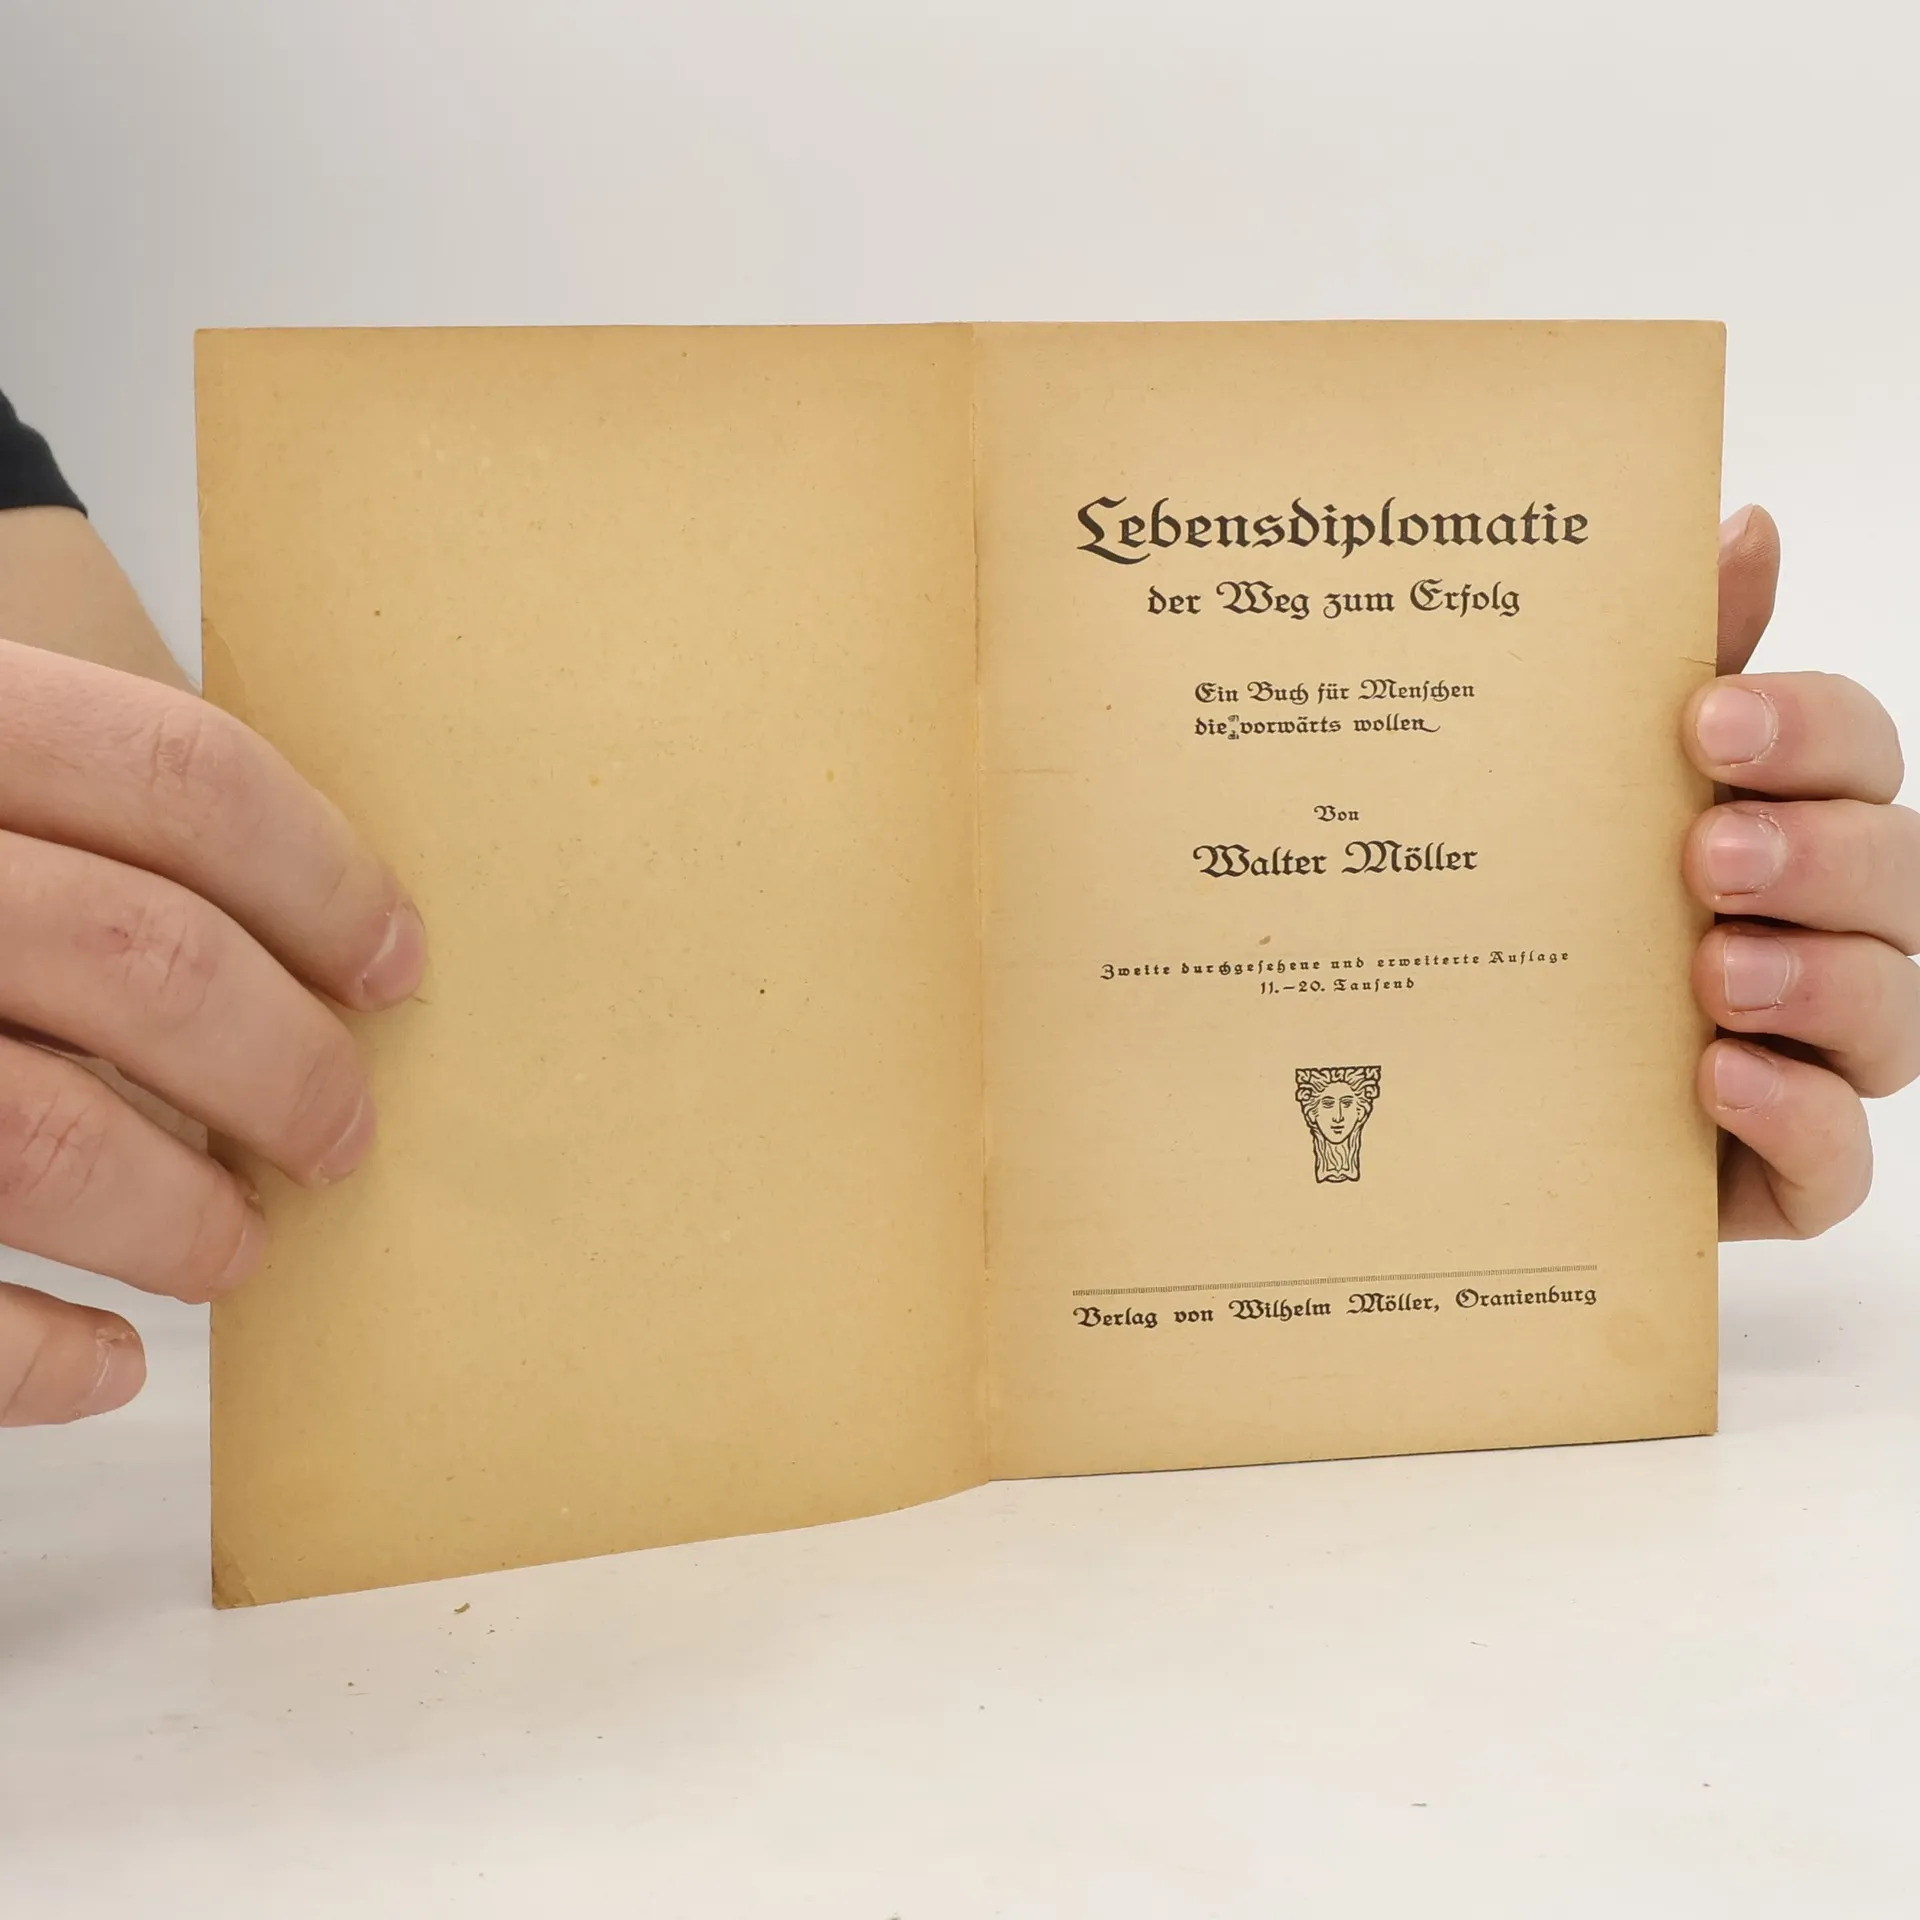 Lebensdiplomatie
der Weg zum Erfolg
Ein Buch für Menschen
die vorwärts wollen
Von
Walter Möller
Zweite durchgesehene und erweiterte Auflage
11.–20. Tausend
Verlag von Wilhelm Möller, Oranienburg